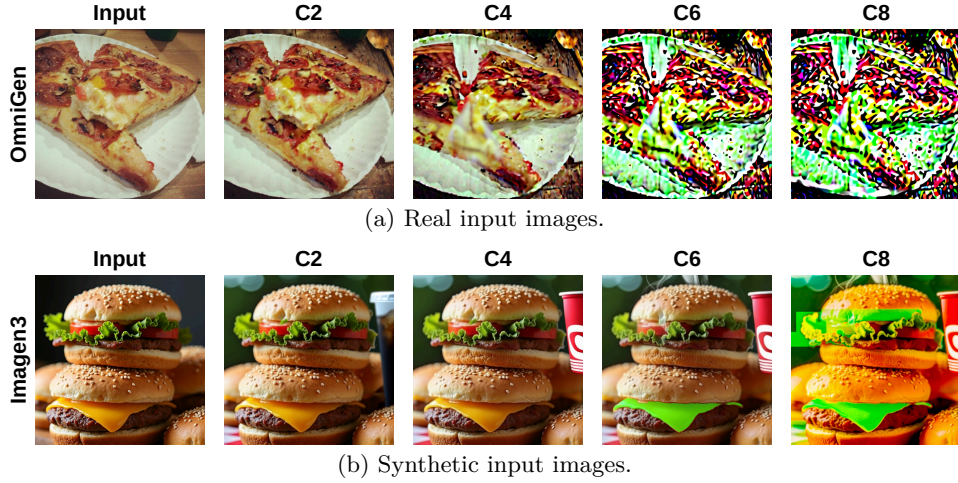 Input C2 C4 C6 C8
OmniGen
(a) Real input images.
Input C2 C4 C6 C8
Imagen3
(b) Synthetic input images.